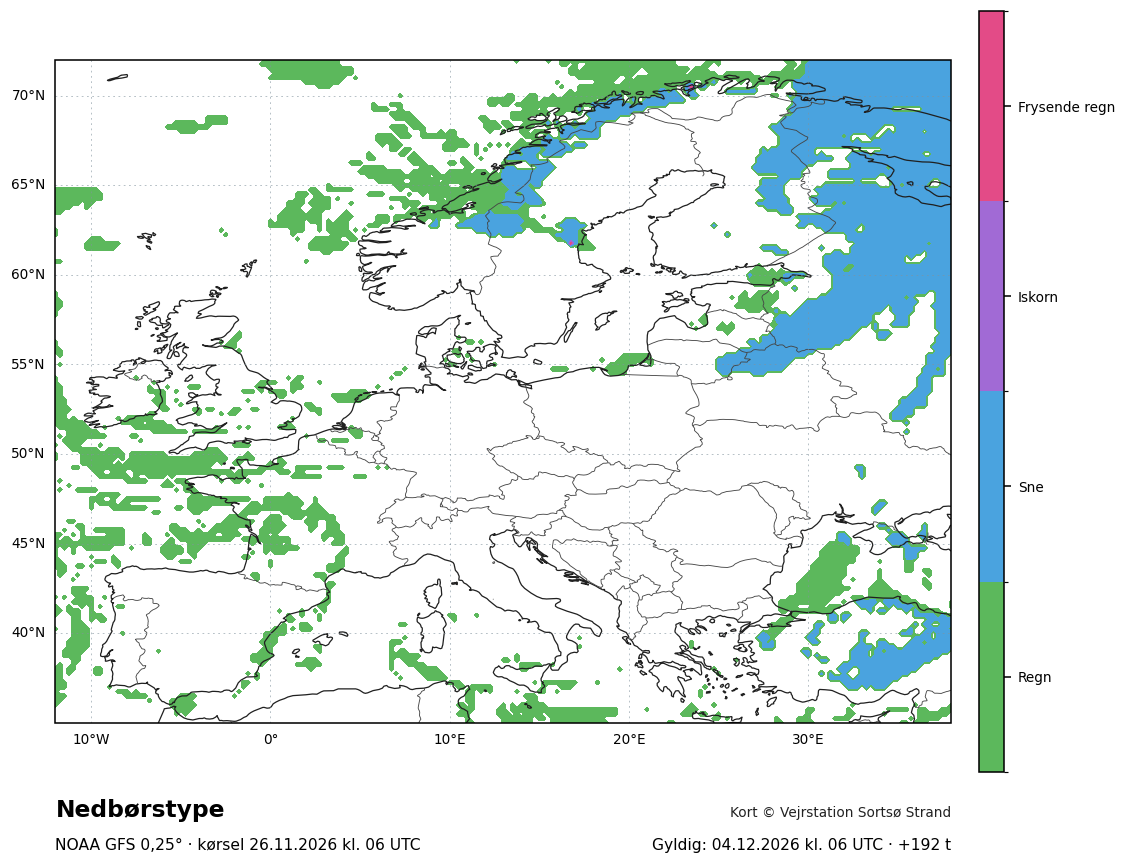 70°N
65°N
60°N
55°N
50°N
45°N
40°N
10°W
0°
10°E
20°E
30°E
Frysende regn
Iskorn
Sne
Regn
Nedbørstype
Kort © Vejrstation Sortsø Strand
NOAA GFS 0,25° · kørsel 26.11.2026 kl. 06 UTC
Gyldig: 04.12.2026 kl. 06 UTC · +192 t